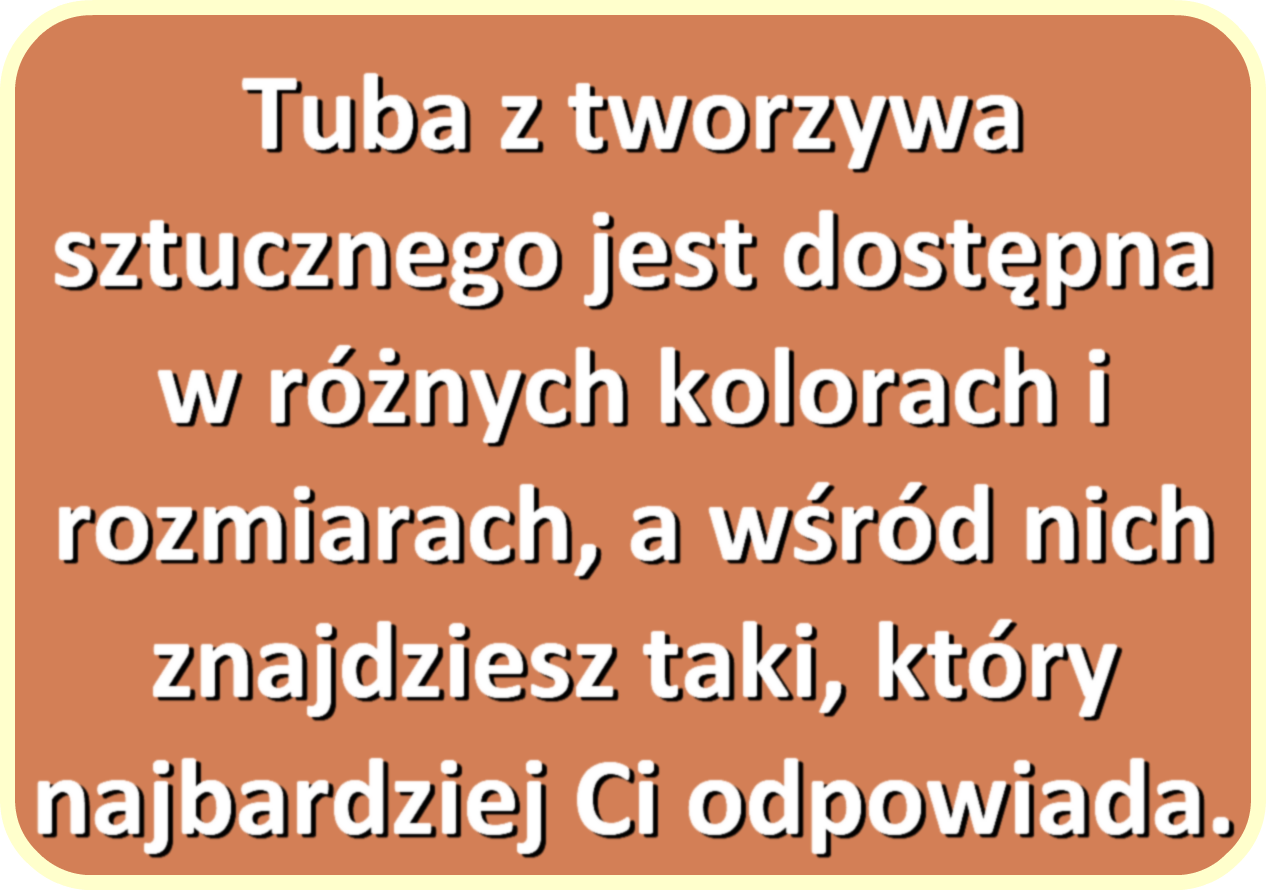 Tuba z tworzywa
sztucznego jest dostępna
w różnych kolorach i
rozmiarach, a wśród nich
znajdziesz taki, który
najbardziej Ci odpowiada.